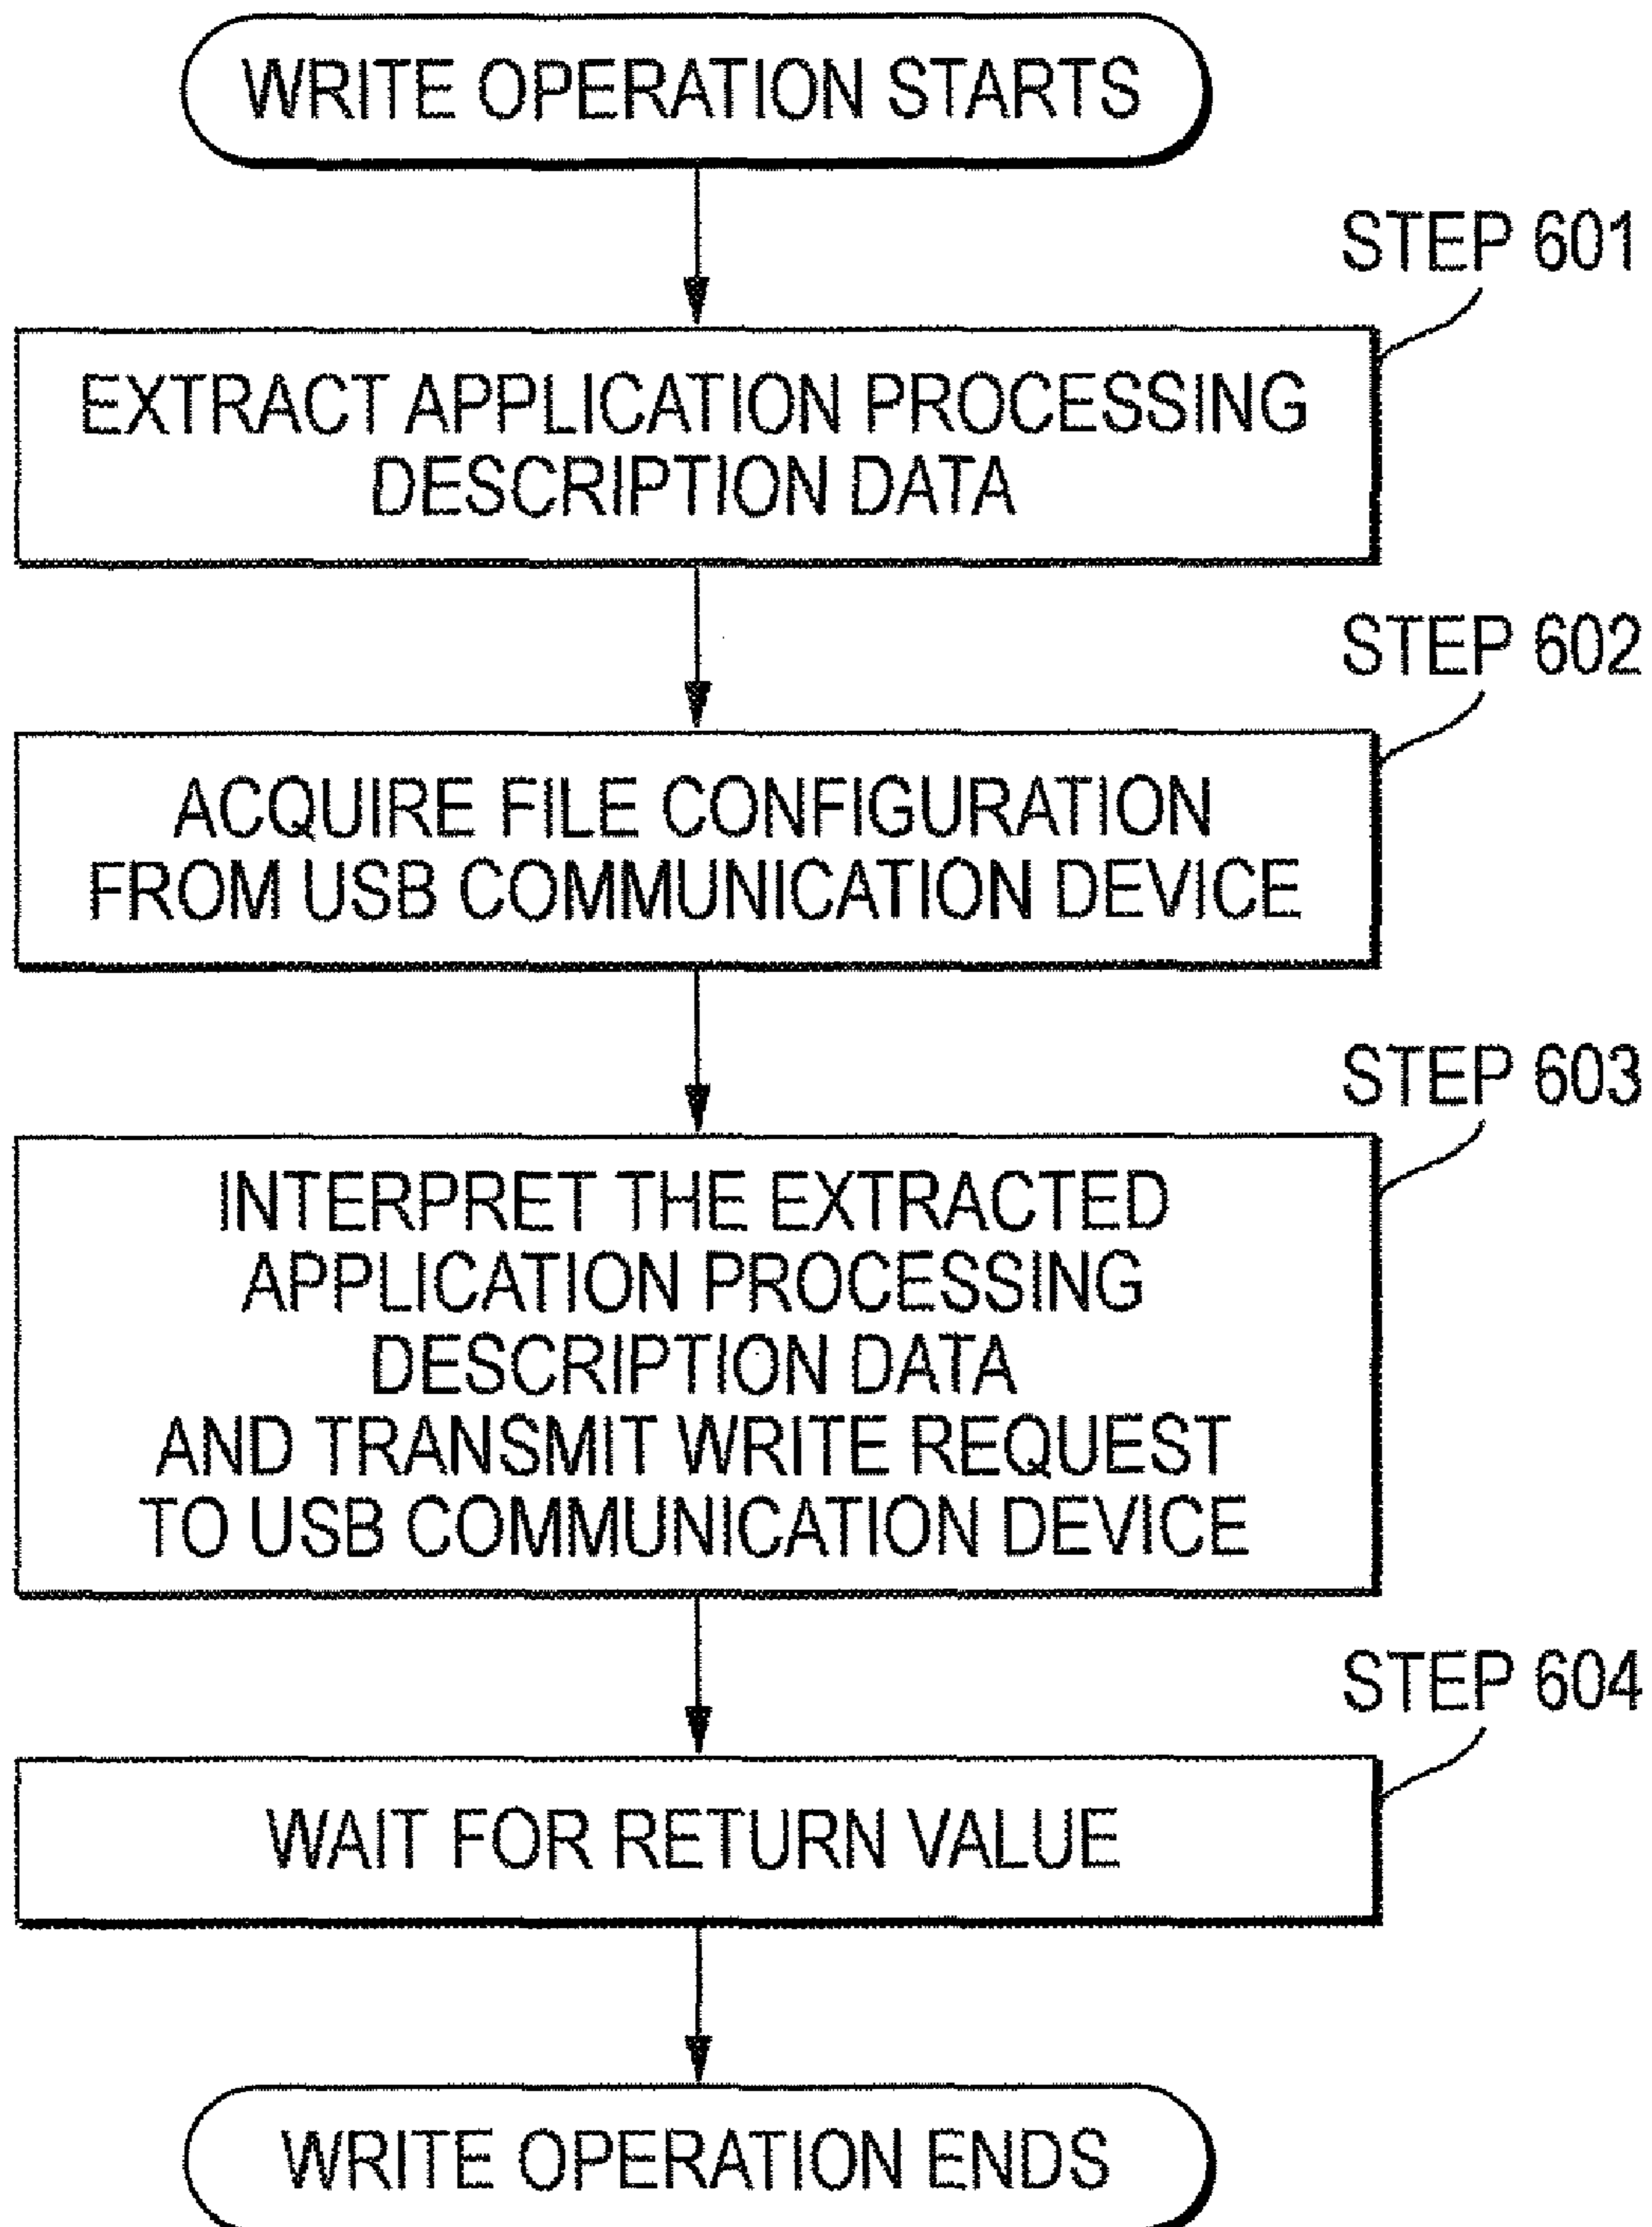 WRITE OPERATION STARTS
STEP 601
EXTRACT APPLICATION PROCESSING
DESCRIPTION DATA
STEP 602
ACQUIRE FILE CONFIGURATION
FROM USB COMMUNICATION DEVICE
STEP 603
INTERPRET THE EXTRACTED
APPLICATION PROCESSING
DESCRIPTION DATA
AND TRANSMIT WRITE REQUEST
TO USB COMMUNICATION DEVICE
STEP 604
WAIT FOR RETURN VALUE
WRITE OPERATION ENDS